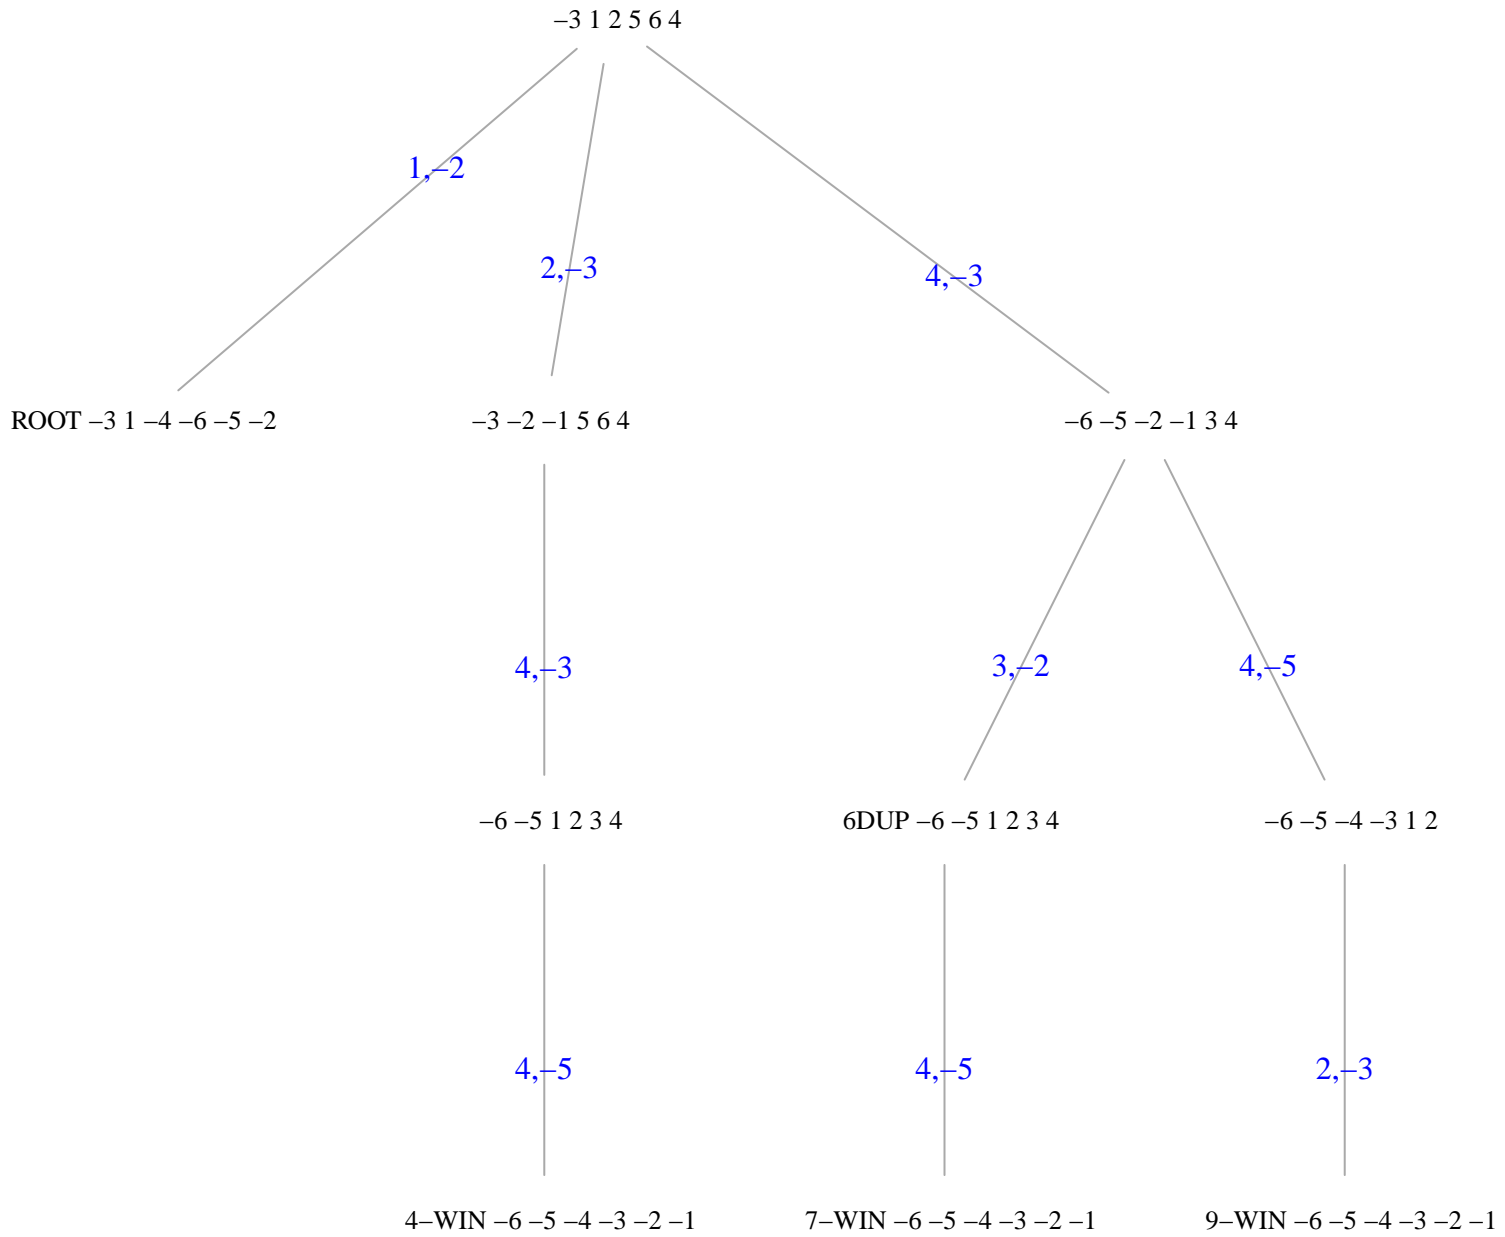 –3 1 2 5 6 4
1,–2
2,–3
4,–3
ROOT –3 1 –4 –6 –5 –2
–3 –2 –1 5 6 4
–6 –5 –2 –1 3 4
4,–3
3,–2
4,–5
–6 –5 1 2 3 4
6DUP –6 –5 1 2 3 4
–6 –5 –4 –3 1 2
4,–5
4,–5
2,–3
4–WIN –6 –5 –4 –3 –2 –1
7–WIN –6 –5 –4 –3 –2 –1
9–WIN –6 –5 –4 –3 –2 –1